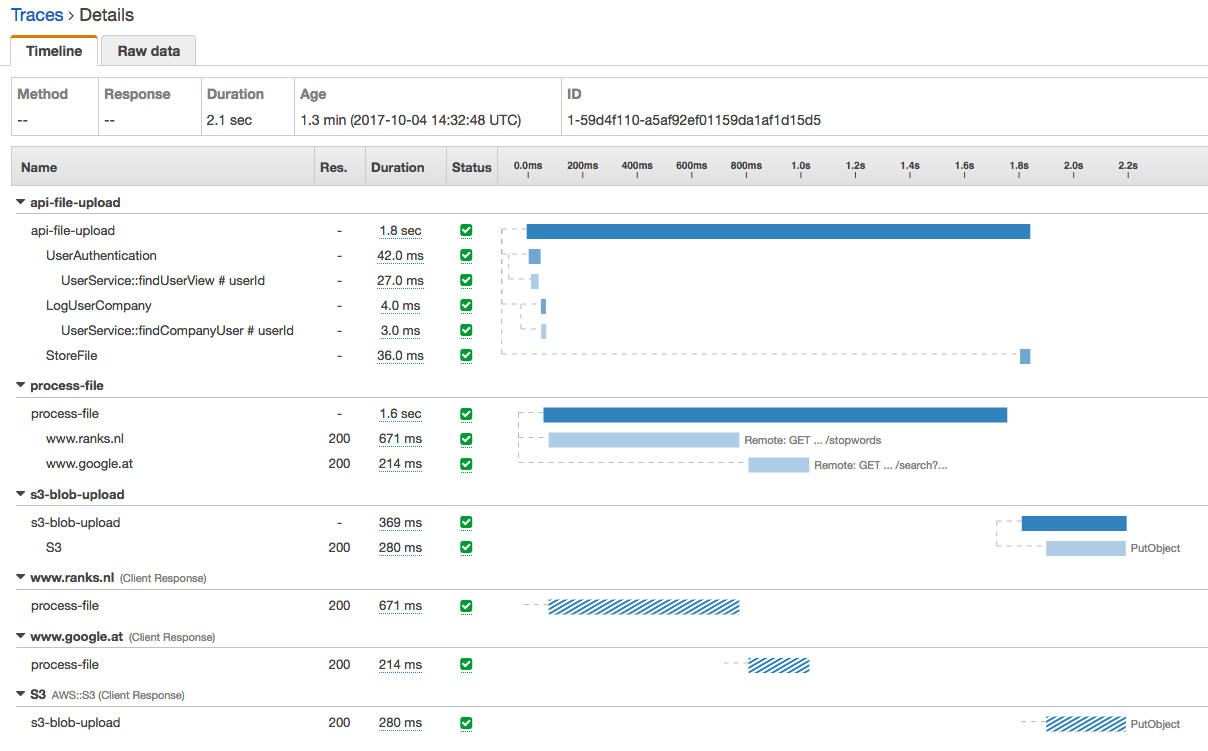 Traces > Details
Timeline Raw data
Method Response Duration Age ID
-- -- 2.1 sec 1.3 min (2017-10-04 14:32:48 UTC) 1-59d4f110-a5af92ef01159da1af1d15d5
Name Res. Duration Status 0.0ms 200ms 400ms 600ms 800ms 1.0s 1.2s 1.4s 1.6s 1.8s 2.0s 2.2s
api-file-upload
api-file-upload - 1.8 sec
UserAuthentication - 42.0 ms
UserService::findUserView # userId - 27.0 ms
LogUserCompany - 4.0 ms
UserService::findCompanyUser # userId - 3.0 ms
StoreFile - 36.0 ms
process-file
process-file - 1.6 sec
www.ranks.nl 200 671 ms Remote: GET ... /stopwords
www.google.at 200 214 ms Remote: GET ... /search?...
s3-blob-upload
s3-blob-upload - 369 ms
S3 200 280 ms PutObject
www.ranks.nl (Client Response)
process-file 200 671 ms
www.google.at (Client Response)
process-file 200 214 ms
S3 AWS::S3 (Client Response)
s3-blob-upload 200 280 ms PutObject